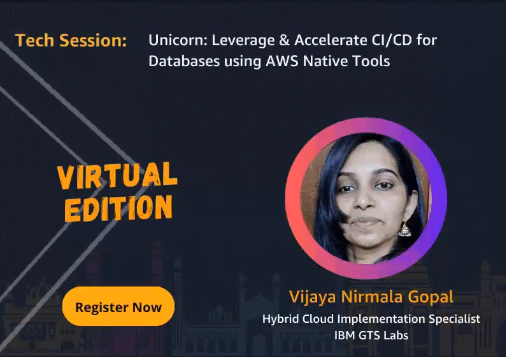 Tech Session:
Unicorn: Leverage & Accelerate CI/CD for
Databases using AWS Native Tools
VIRTUAL
EDITION
Register Now
Vijaya Nirmala Gopal
Hybrid Cloud Implementation Specialist
IBM GTS Labs